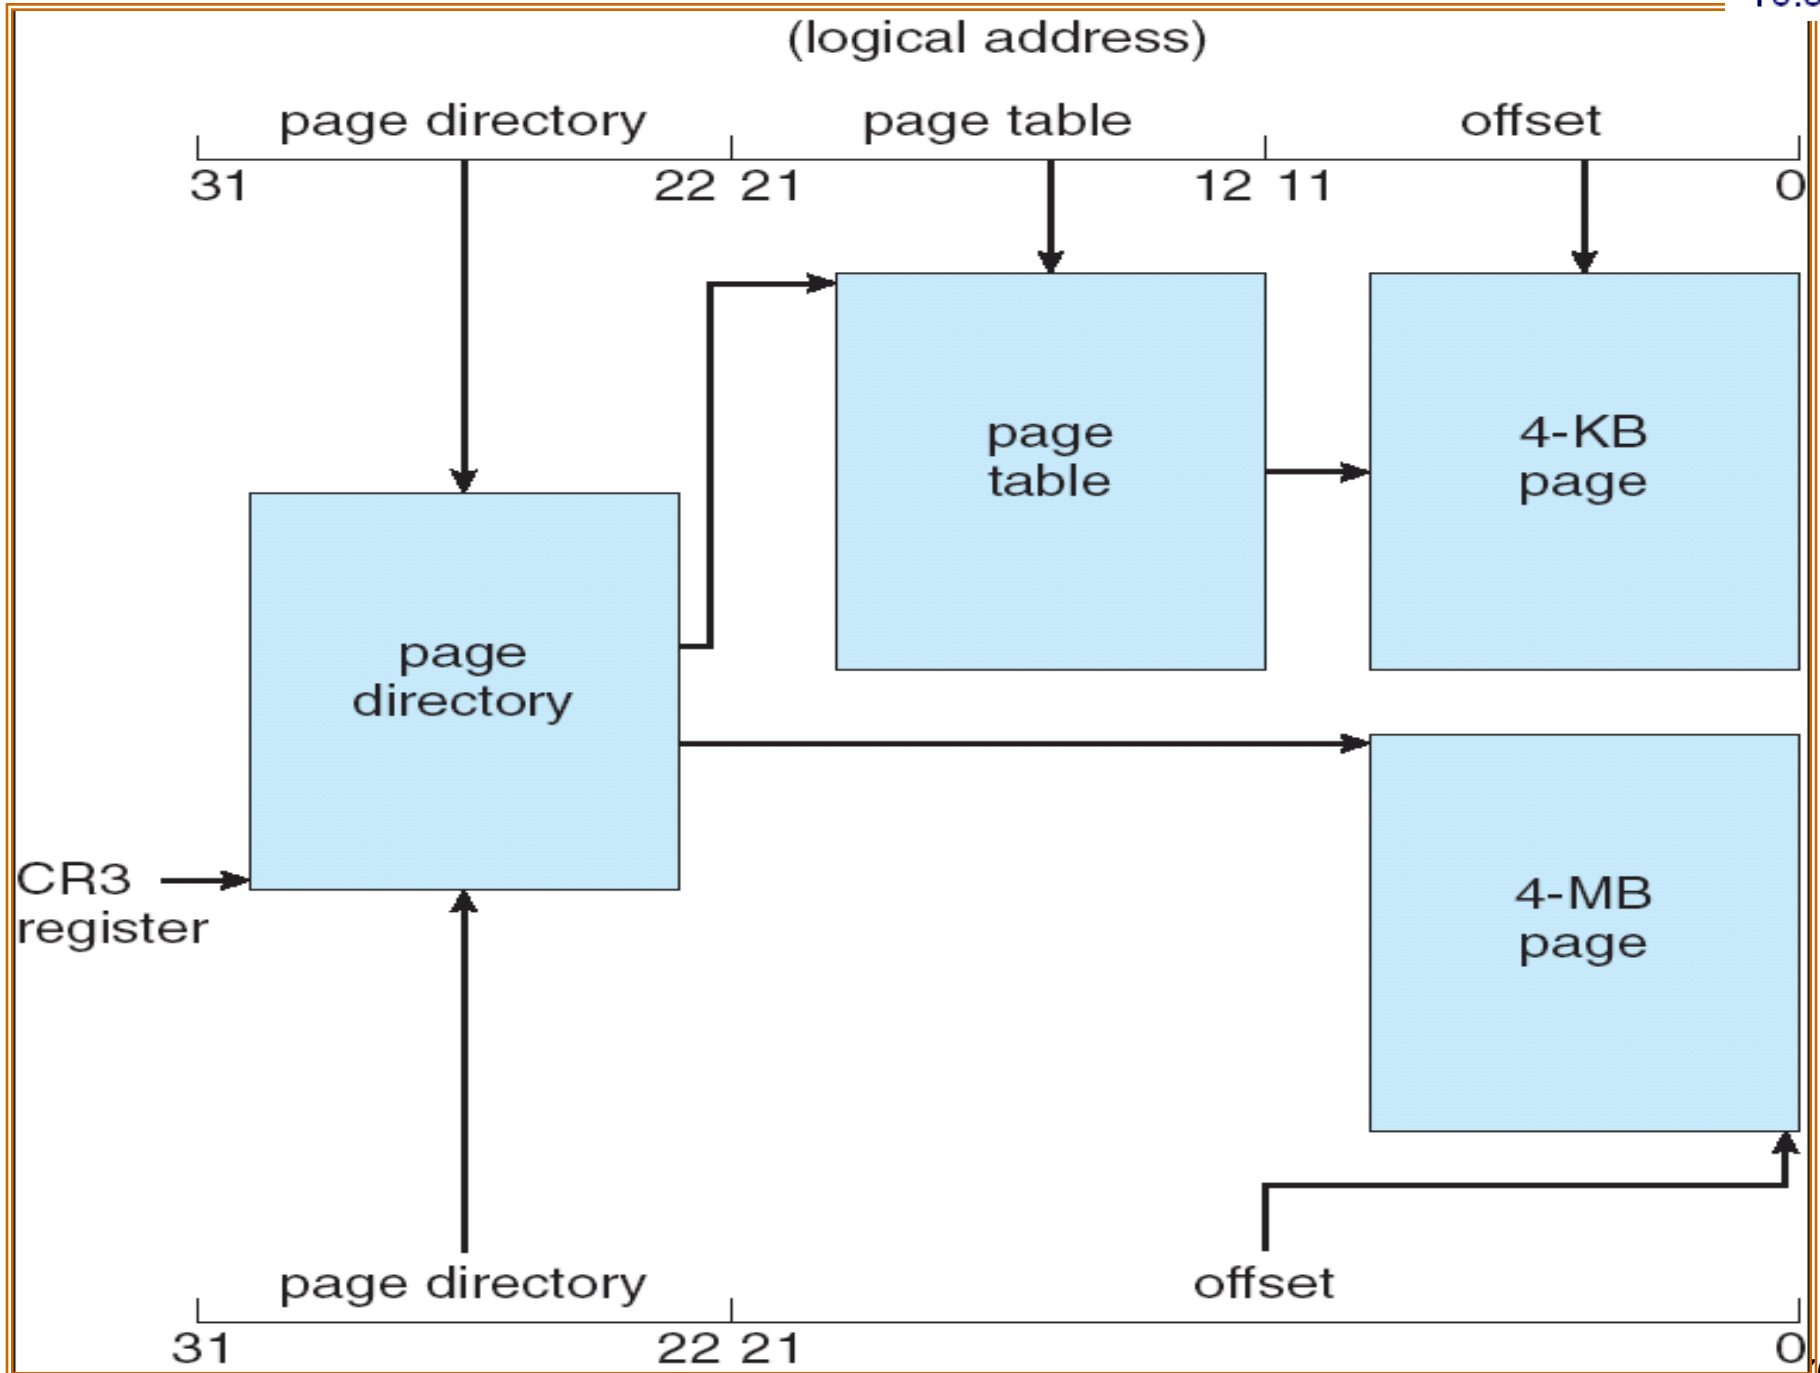 (logical address)
page directory page table offset
31 22 21 12 11 0
page
table
4-KB
page
page
directory
CR3
register
4-MB
page
page directory offset
31 22 21 0